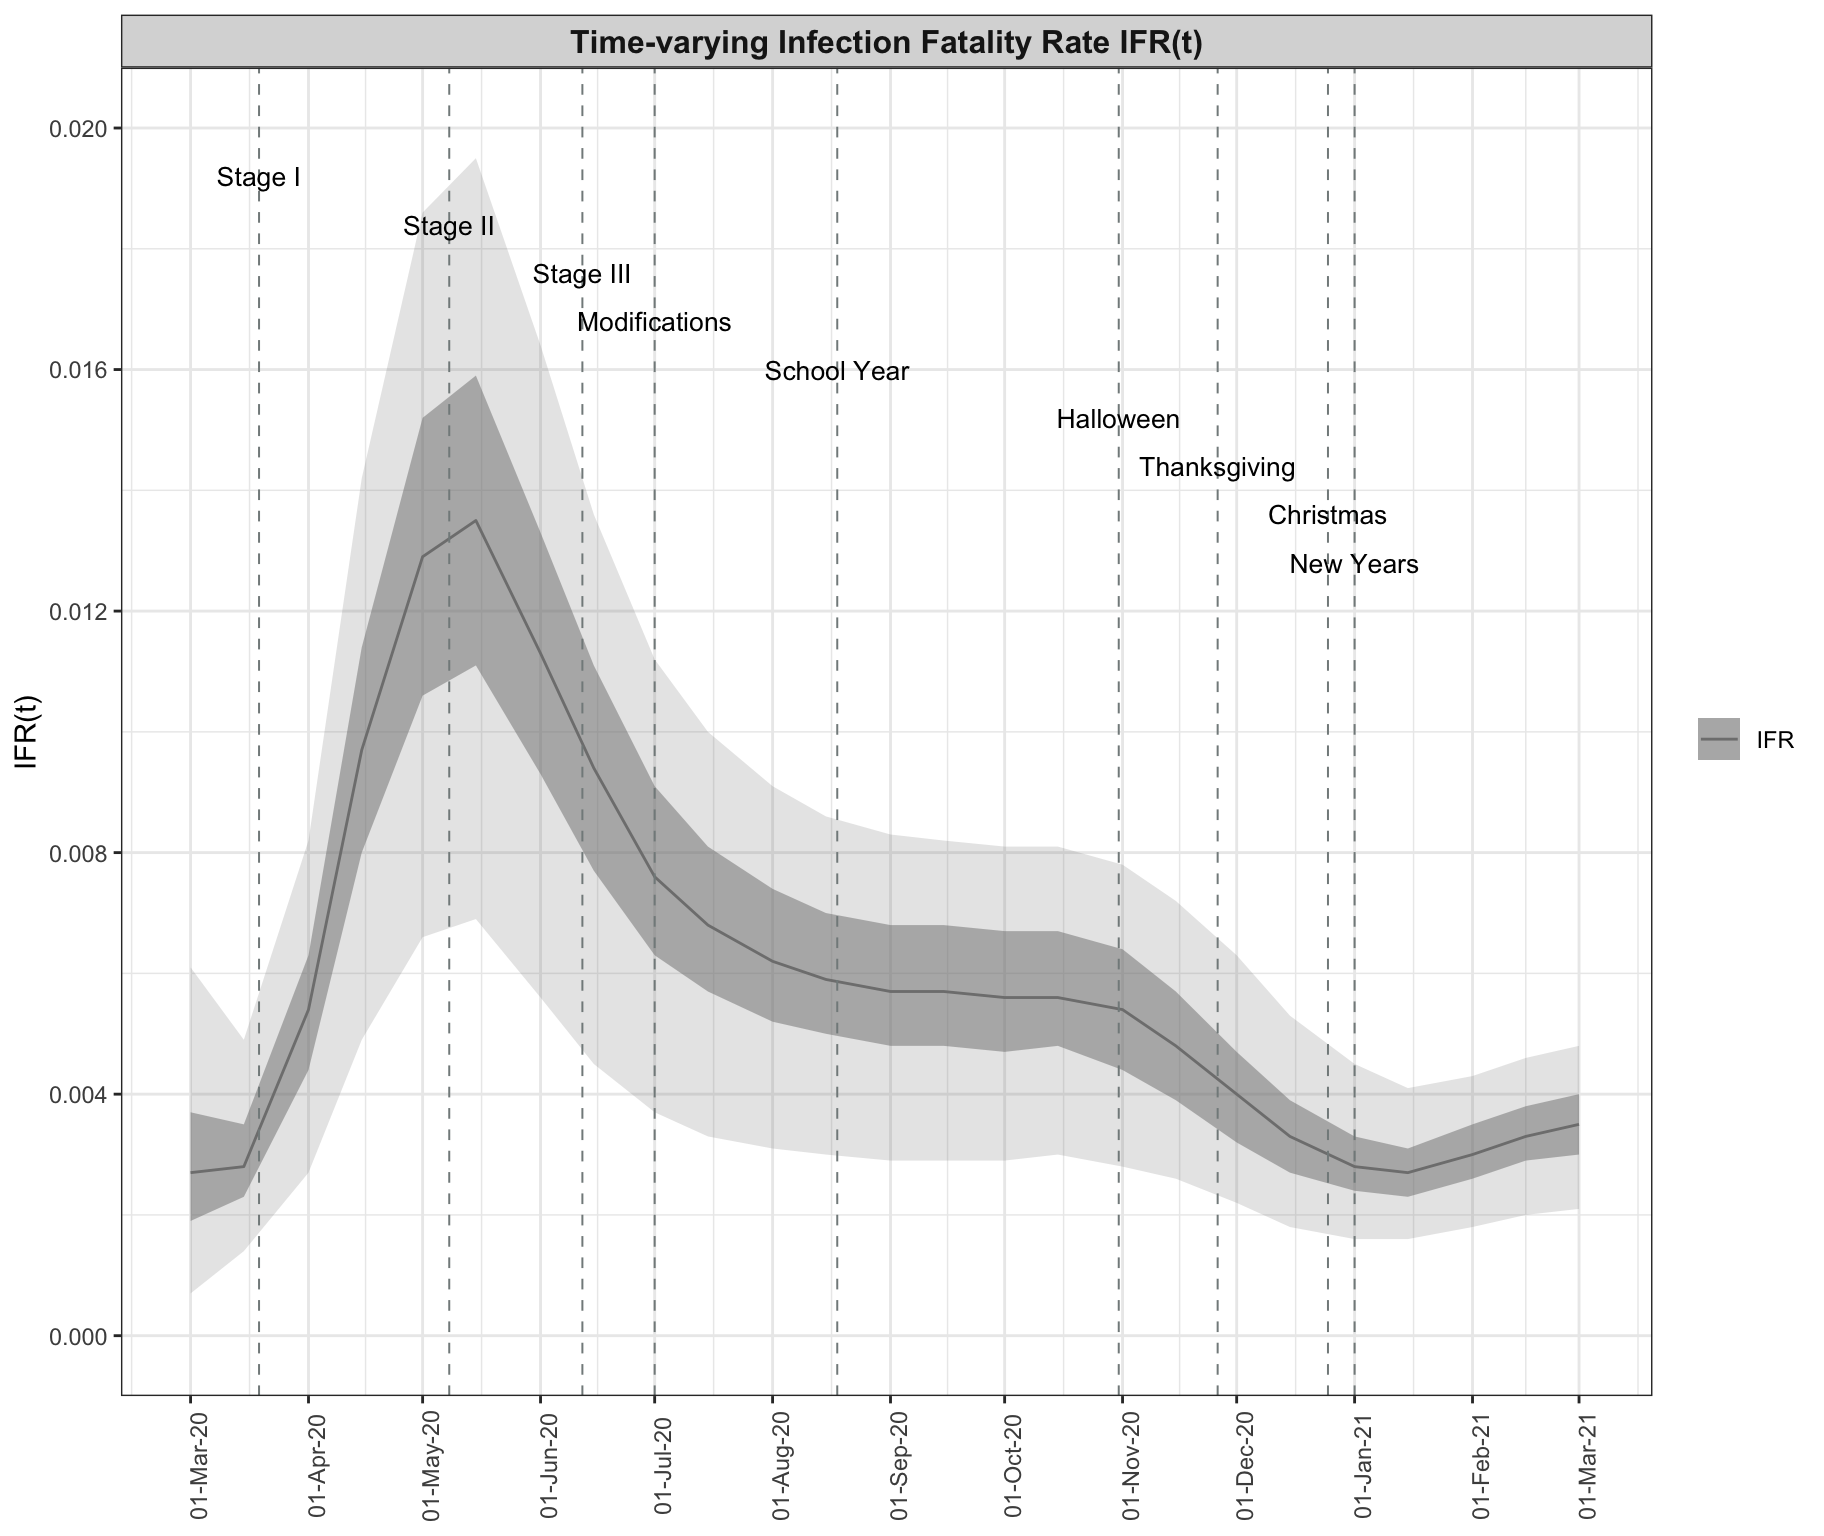 Time-varying Infection Fatality Rate IFR(t)
0.020
Stage I
Stage II
Stage III
Modifications
0.016
School Year
Halloween
Thanksgiving
Christmas
New Years
0.012
IFR(t)
IFR
0.008
0.004
0.000
01-Mar-20
01-Apr-20
01-May-20
01-Jun-20
01-Jul-20
01-Aug-20
01-Sep-20
01-Oct-20
01-Nov-20
01-Dec-20
01-Jan-21
01-Feb-21
01-Mar-21